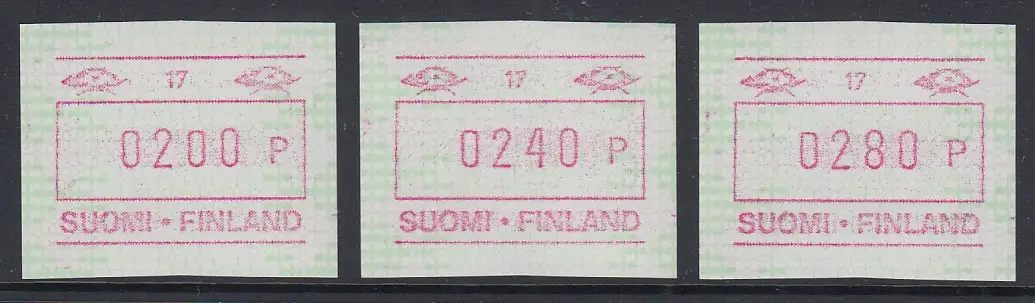 17
0200 P
SUOMI • FINLAND
17
0240 P
SUOMI • FINLAND
17
0280 P
SUOMI • FINLAND